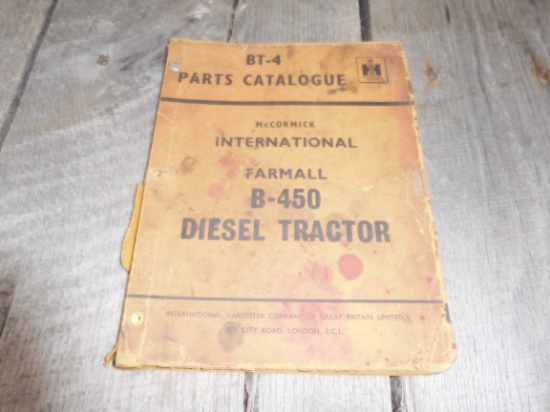 BT-4
PARTS CATALOGUE
McCORMICK
INTERNATIONAL
FARMALL
B-450
DIESEL TRACTOR
INTERNATIONAL HARVESTER COMPANY OF GREAT BRITAIN LIMITED
CITY ROAD, LONDON, E.C.1.